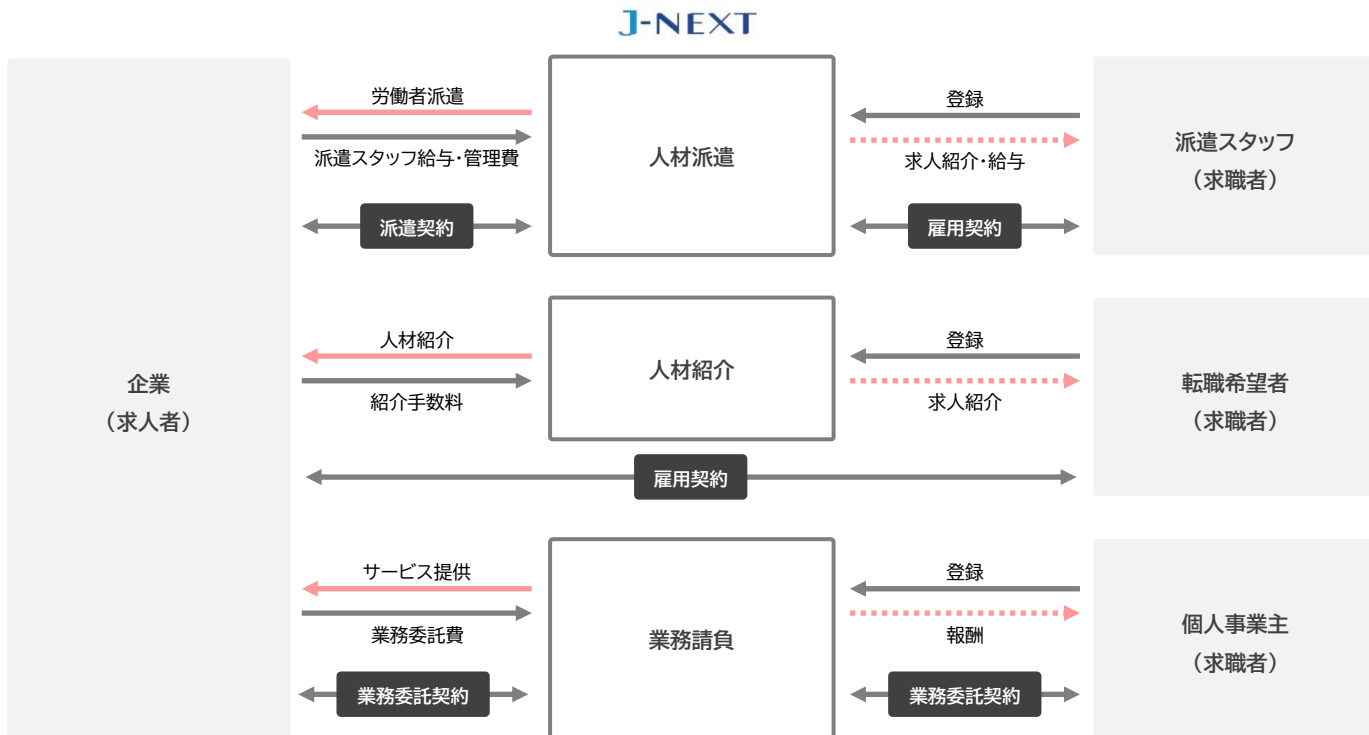 J-NEXT
企業
（求人者）
労働者派遣
派遣スタッフ給与・管理費
派遣契約
人材派遣
登録
求人紹介・給与
雇用契約
派遣スタッフ
（求職者）
人材紹介
紹介手数料
人材紹介
登録
求人紹介
転職希望者
（求職者）
雇用契約
サービス提供
業務委託費
業務委託契約
業務請負
登録
報酬
業務委託契約
個人事業主
（求職者）